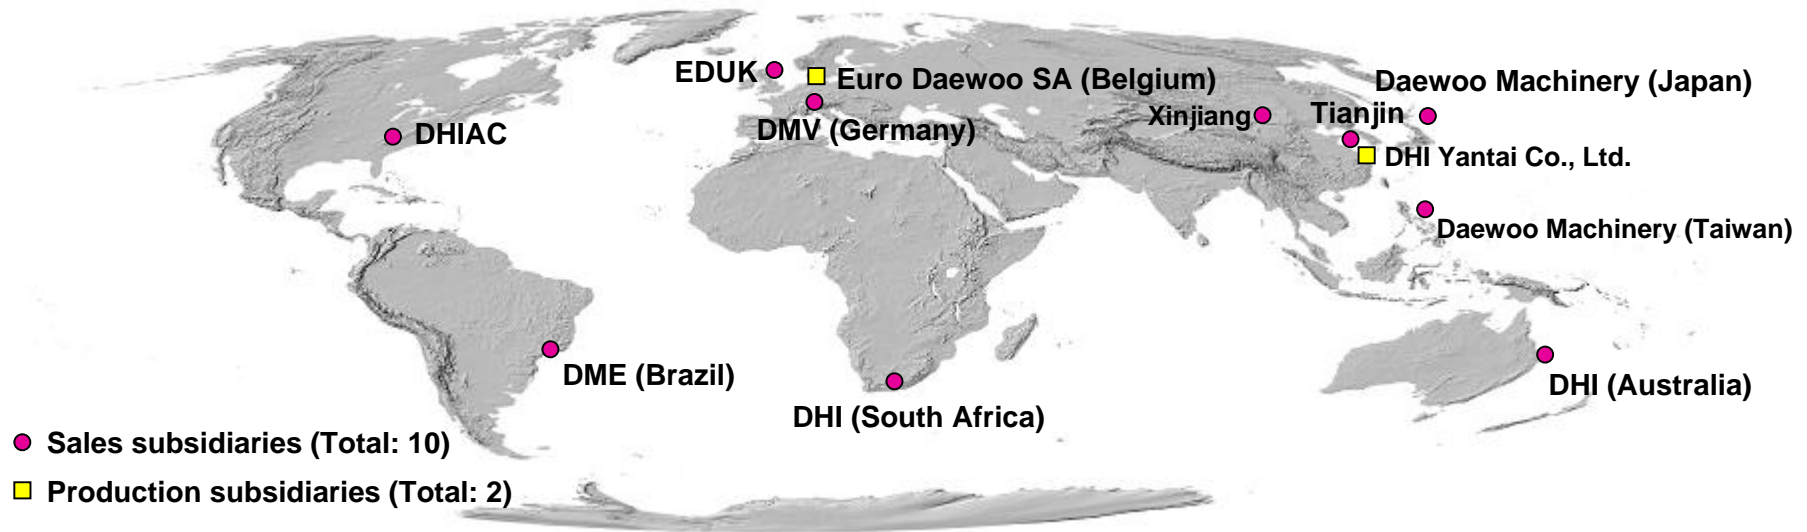 EDUK
Euro Daewoo SA (Belgium)
Daewoo Machinery (Japan)
Xinjiang
Tianjin
DHIAC
DMV (Germany)
DHI Yantai Co., Ltd.
Daewoo Machinery (Taiwan)
DME (Brazil)
DHI (Australia)
DHI (South Africa)
Sales subsidiaries (Total: 10)
Production subsidiaries (Total: 2)